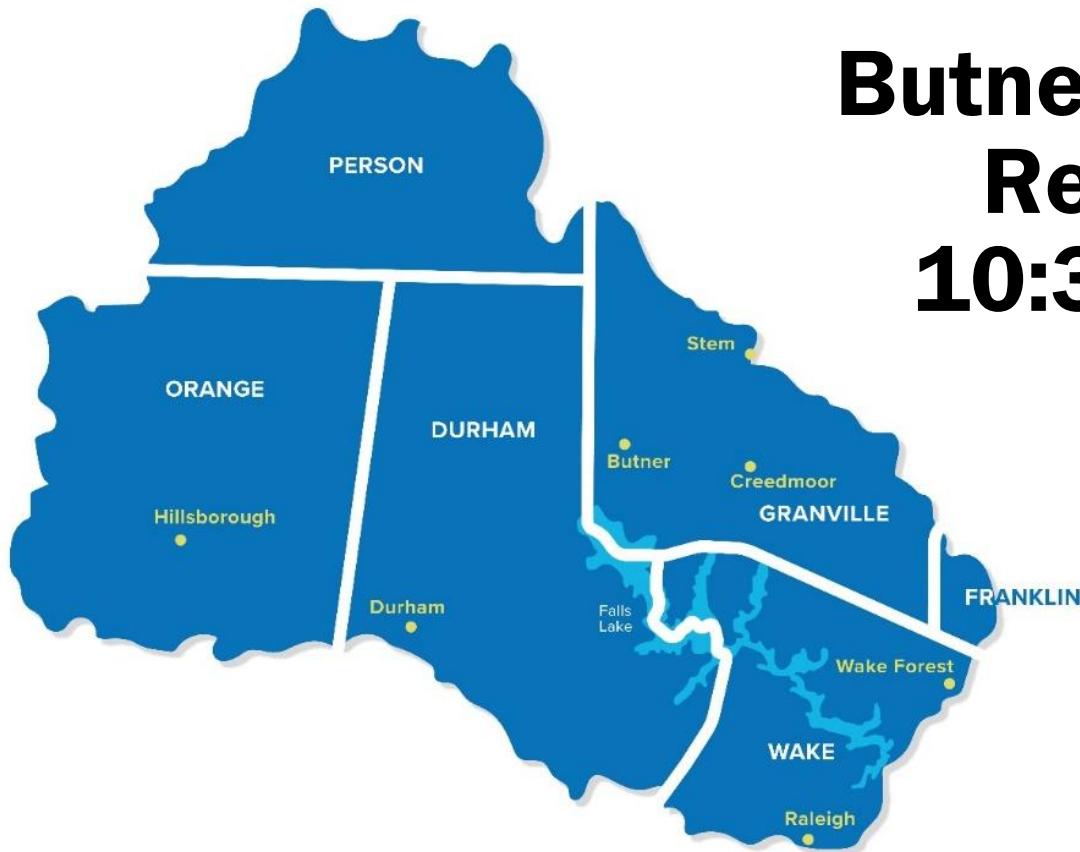 Butne
Re
10:3
PERSON
Stem
ORANGE
DURHAM
Butner
Creedmoor
GRANVILLE
Hillsborough
FRANKLIN
Durham
Falls
Lake
Wake Forest
WAKE
Raleigh